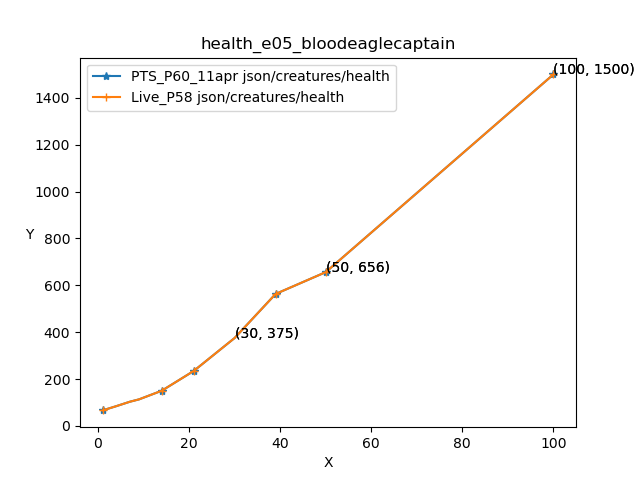 health_e05_bloodeaglecaptain
PTS_P60_11apr json/creatures/health
Live_P58 json/creatures/health
(100, 1500)
(50, 656)
(30, 375)
Y
1400
1200
1000
800
600
400
200
0
0 20 40 60 80 100
X